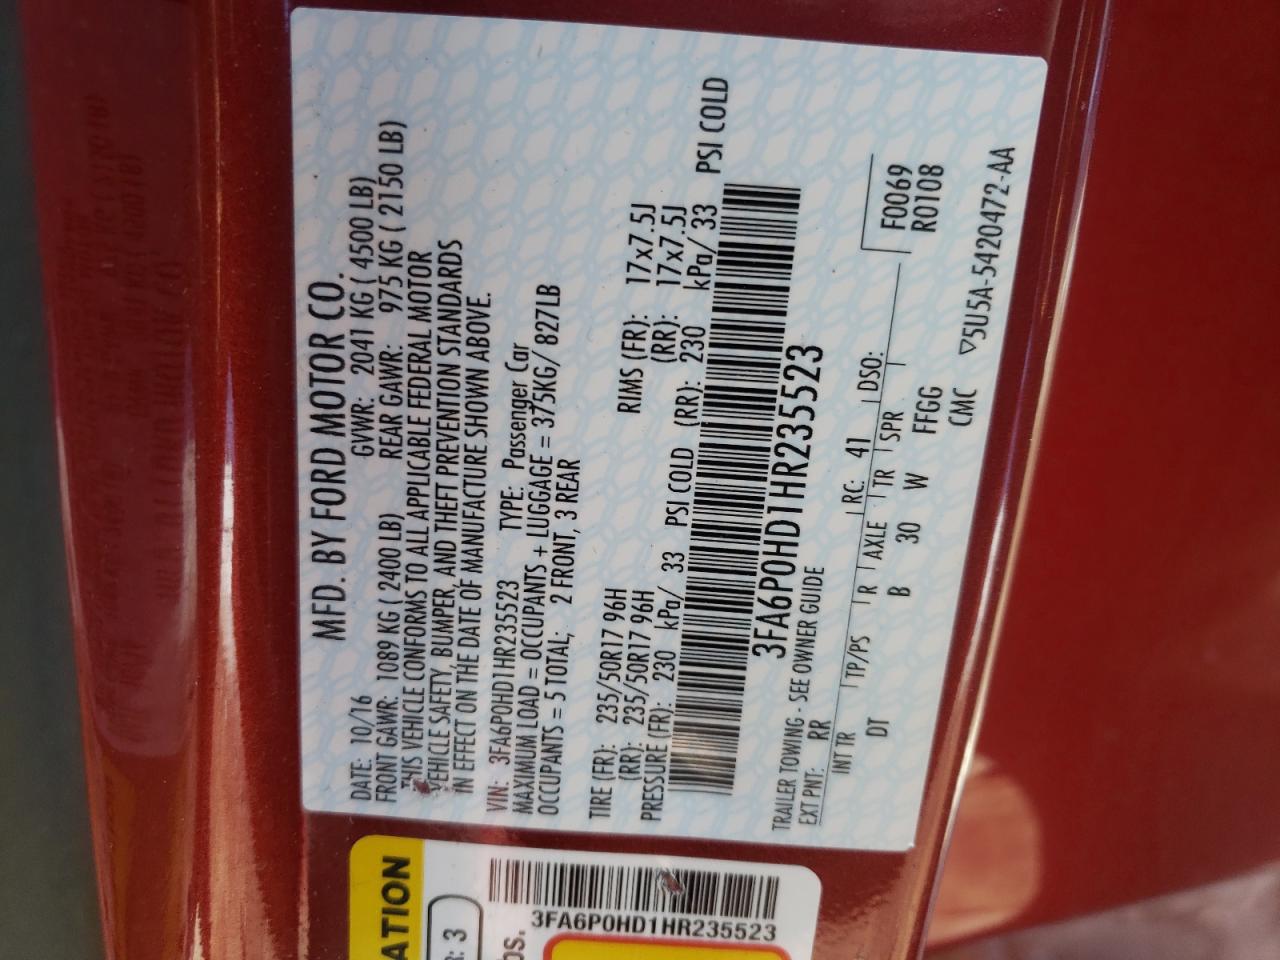 MFD. BY FORD MOTOR CO.
DATE: 10/16 GVWR: 2041 KG ( 4500 LB)
FRONT GAWR: 1089 KG ( 2400 LB) REAR GAWR: 975 KG ( 2150 LB)
THIS VEHICLE CONFORMS TO ALL APPLICABLE FEDERAL MOTOR
VEHICLE SAFETY, BUMPER, AND THEFT PREVENTION STANDARDS
IN EFFECT ON THE DATE OF MANUFACTURE SHOWN ABOVE.
VIN: 3FA6P0HD1HR235523 TYPE: Passenger Car
MAXIMUM LOAD = OCCUPANTS + LUGGAGE = 375KG/ 827LB
OCCUPANTS = 5 TOTAL; 2 FRONT, 3 REAR
TIRE (FR): 235/50R17 96H RIMS (FR): 17x7.5J
(RR): 235/50R17 96H (RR): 17x7.5J
PRESSURE (FR): 230 kPa/ 33 PSI COLD (RR): 230 kPa/ 33 PSI COLD
3FA6P0HD1HR235523
TRAILER TOWING - SEE OWNER GUIDE
EXT PNT: RR RC: 41 DSO:
INT TR TP/PS R AXLE TR SPR F0069
DT B 30 W FFGG R0108
CMC
▽5U5A-5420472-AA
ATION
R: 3
os.
3FA6P0HD1HR235523